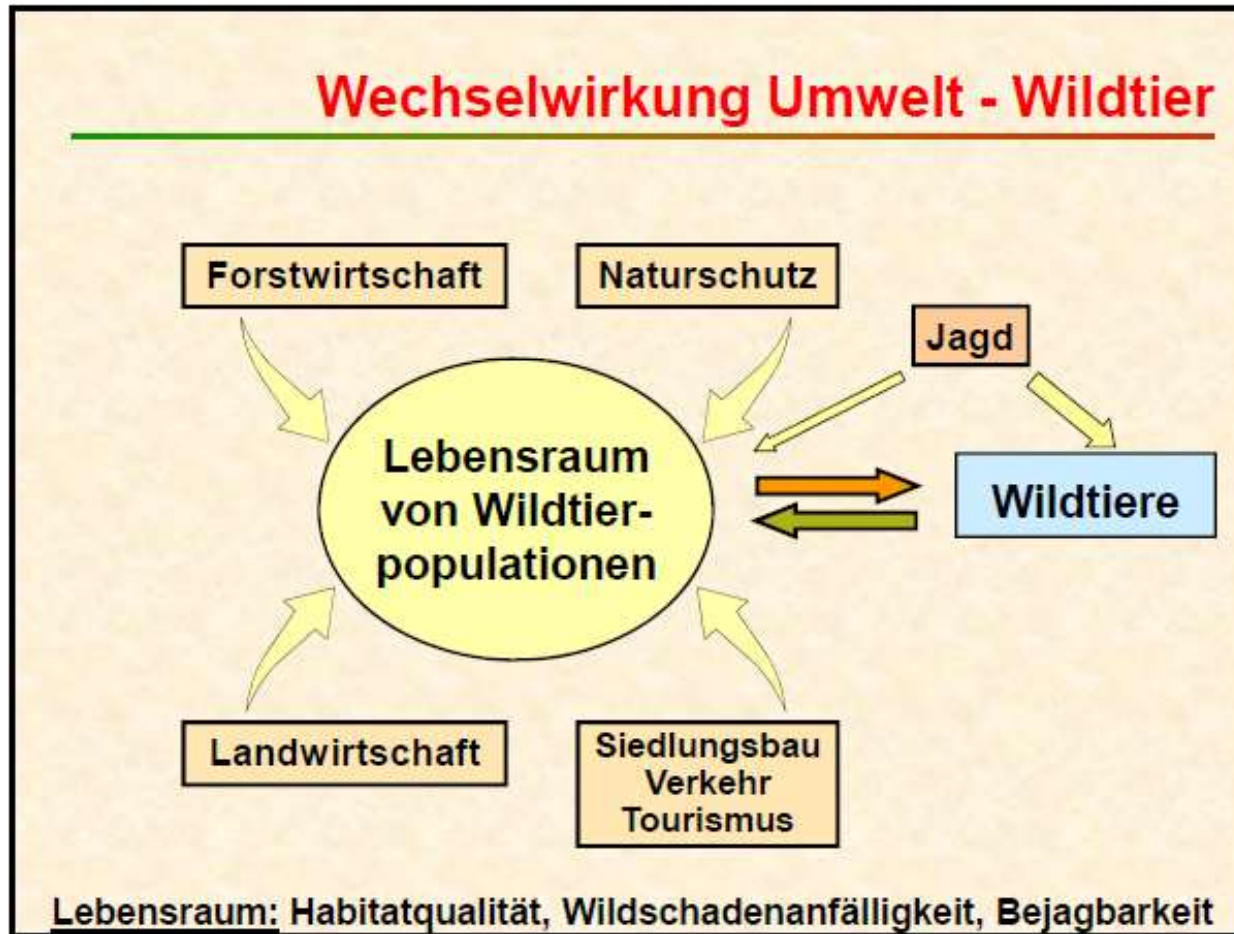 Wechselwirkung Umwelt - Wildtier
Forstwirtschaft
Naturschutz
Jagd
Lebensraum
von Wildtier-
populationen
Wildtiere
Landwirtschaft
Siedlungsbau
Verkehr
Tourismus
Lebensraum: Habitatqualität, Wildschadenanfälligkeit, Bejagbarkeit